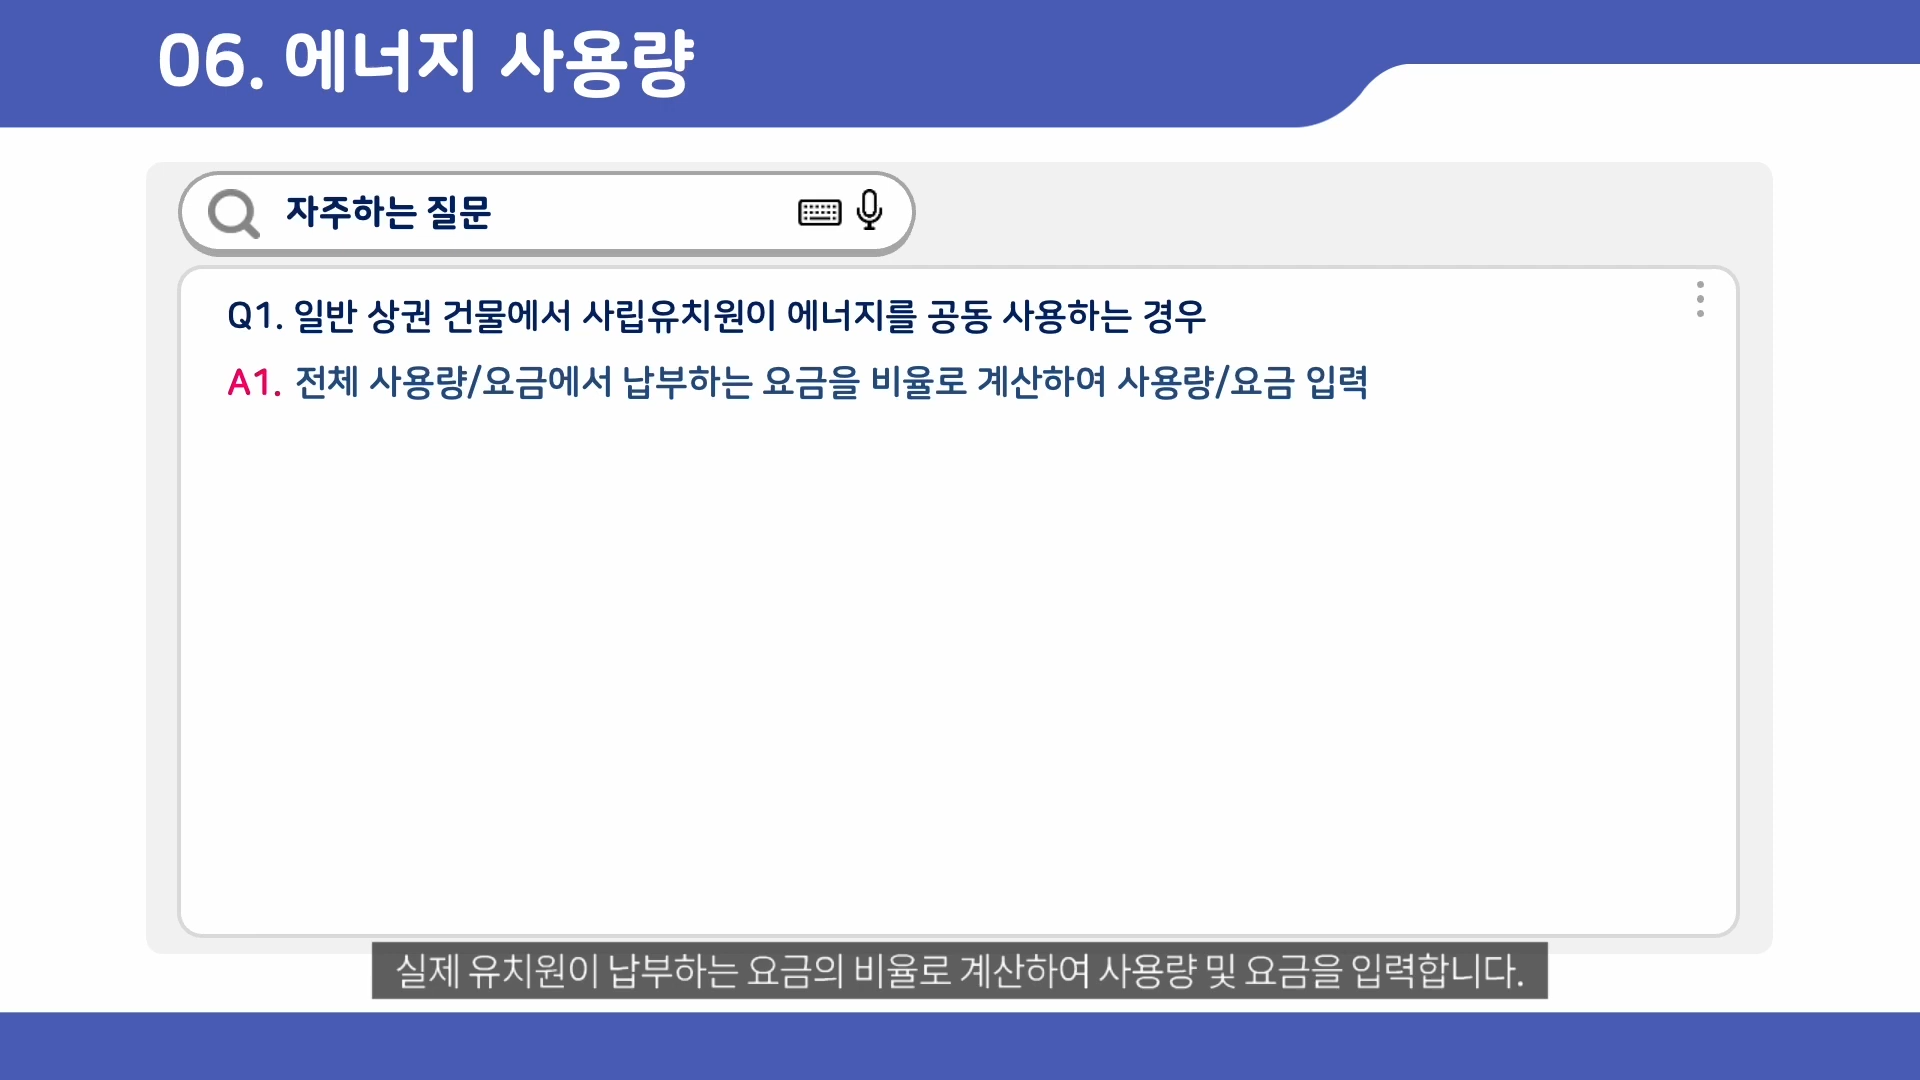 06. 에너지 사용량
자주하는 질문
Q1. 일반 상권 건물에서 사립유치원이 에너지를 공동 사용하는 경우
A1. 전체 사용량/요금에서 납부하는 요금을 비율로 계산하여 사용량/요금 입력
실제 유치원이 납부하는 요금의 비율로 계산하여 사용량 및 요금을 입력합니다.